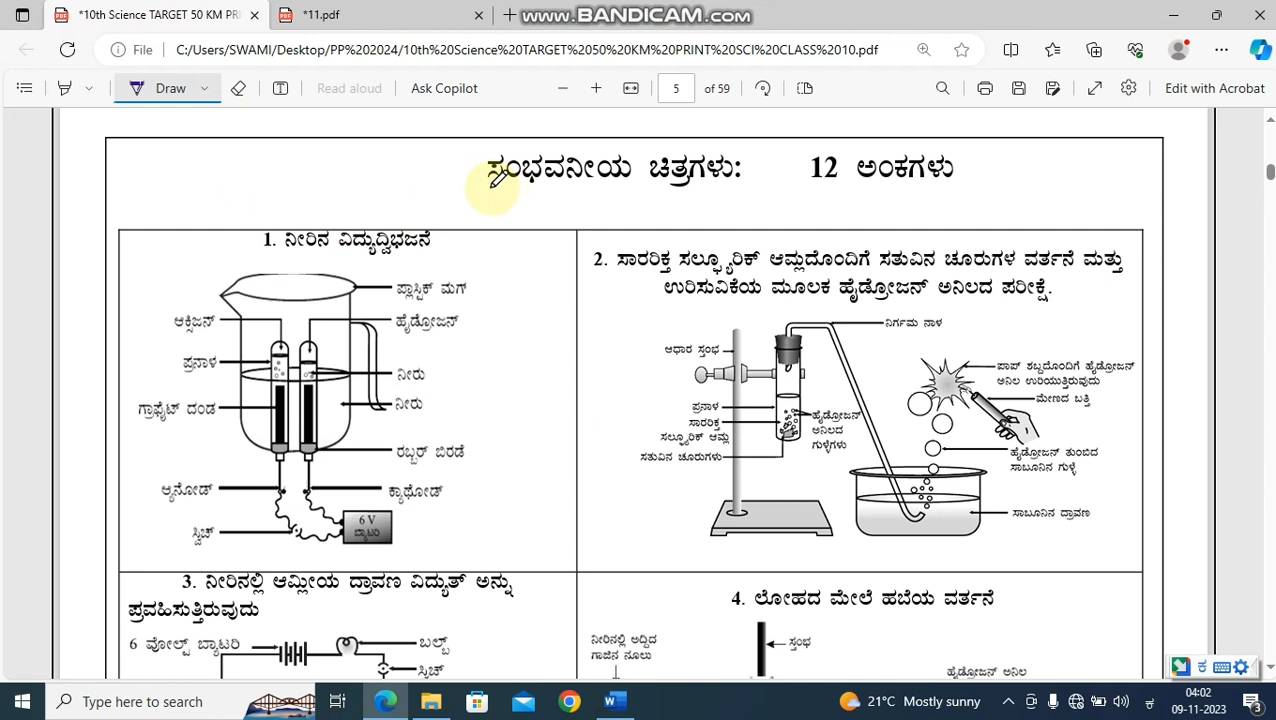 *10th Science TARGET 50 KM PRI
*11.pdf
www.BANDICAM.com
File
C:/Users/SWAMI/Desktop/PP%202024/10th%20Science%20TARGET%2050%20KM%20PRINT%20SCI%20CLASS%2010.pdf
Draw
Read aloud
Ask Copilot
5
of 59
Edit with Acrobat
ಸಂಭವನೀಯ ಚಿತ್ರಗಳು: 12 ಅಂಕಗಳು
1. ನೀರಿನ ವಿದ್ಯುದ್ವಿಭಜನೆ
ಪ್ಲಾಸ್ಟಿಕ್ ಮಗ್
ಆಕ್ಸಿಜನ್
ಹೈಡ್ರೋಜನ್
ಪ್ರನಾಳ
ನೀರು
ಗ್ರಾಫೈಟ್ ದಂಡ
ನೀರು
ರಬ್ಬರ್ ಬಿರಡೆ
ಆ್ಯನೋಡ್
ಕ್ಯಾಥೋಡ್
6 V
ಬ್ಯಾಟರಿ
ಸ್ವಿಚ್
2. ಸಾರರಿಕ್ತ ಸಲ್ಫ್ಯೂರಿಕ್ ಆಮ್ಲದೊಂದಿಗೆ ಸತುವಿನ ಚೂರುಗಳ ವರ್ತನೆ ಮತ್ತು
ಉರಿಸುವಿಕೆಯ ಮೂಲಕ ಹೈಡ್ರೋಜನ್ ಅನಿಲದ ಪರೀಕ್ಷೆ.
ನಿರ್ಗಮ ನಾಳ
ಆಧಾರ ಸ್ತಂಭ
ಪಾಪ್ ಶಬ್ದದೊಂದಿಗೆ ಹೈಡ್ರೋಜನ್
ಅನಿಲ ಉರಿಯುತ್ತಿರುವುದು
ಮೇಣದ ಬತ್ತಿ
ಪ್ರನಾಳ
ಸಾರರಿಕ್ತ
ಸಲ್ಫ್ಯೂರಿಕ್ ಆಮ್ಲ
ಸತುವಿನ ಚೂರುಗಳು
ಹೈಡ್ರೋಜನ್
ಅನಿಲದ
ಗುಳ್ಳೆಗಳು
ಹೈಡ್ರೋಜನ್ ತುಂಬಿದ
ಸಾಬೂನಿನ ಗುಳ್ಳೆ
ಸಾಬೂನಿನ ದ್ರಾವಣ
3. ನೀರಿನಲ್ಲಿ ಆಮ್ಲೀಯ ದ್ರಾವಣ ವಿದ್ಯುತ್ ಅನ್ನು
ಪ್ರವಹಿಸುತ್ತಿರುವುದು
6 ವೋಲ್ಟ್ ಬ್ಯಾಟರಿ
ಬಲ್ಬ್
ಸ್ವಿಚ್
4. ಲೋಹದ ಮೇಲೆ ಹಬೆಯ ವರ್ತನೆ
ನೀರಿನಲ್ಲಿ ಅದ್ದಿದ
ಗಾಜಿನ ನೂಲು
ಸ್ತಂಭ
ಹೈಡ್ರೋಜನ್ ಅನಿಲ
ಕ
Type here to search
21°C Mostly sunny
04:02
09-11-2023
3